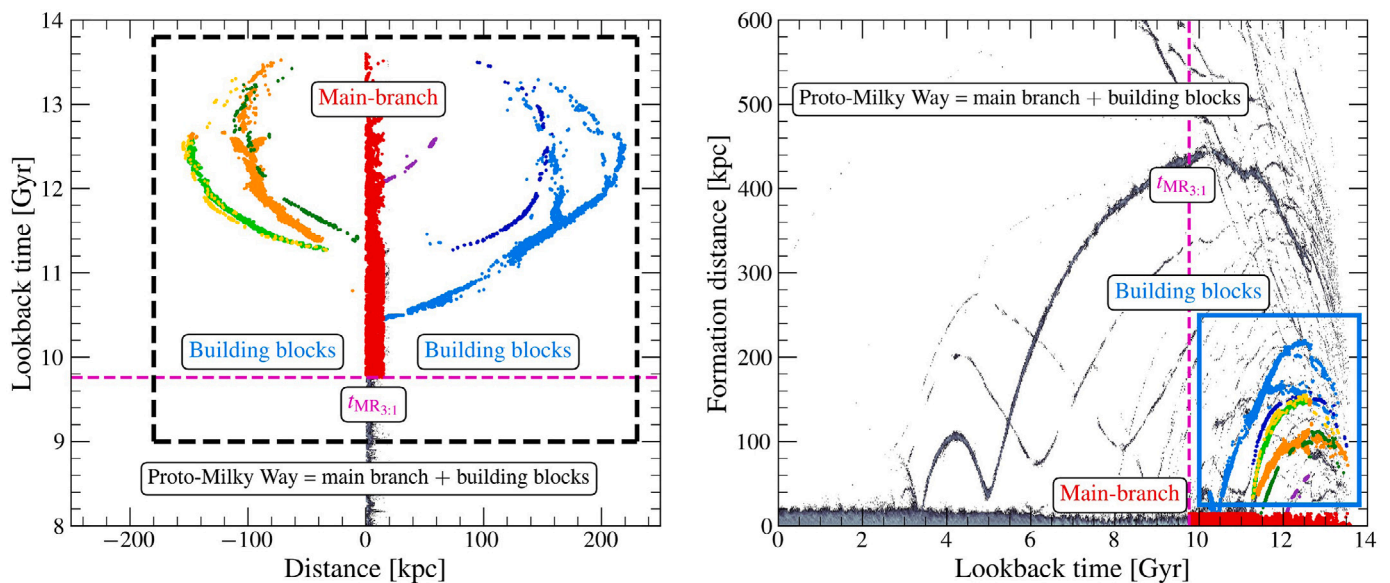 14
13
12
11
10
9
8
Lookback time [Gyr]
−200
−100
0
100
200
Distance [kpc]
Main-branch
Building blocks
Building blocks
tMR3:1
Proto-Milky Way = main branch + building blocks
600
500
400
300
200
100
0
Formation distance [kpc]
0
2
4
6
8
10
12
14
Lookback time [Gyr]
Proto-Milky Way = main branch + building blocks
tMR3:1
Building blocks
Main-branch